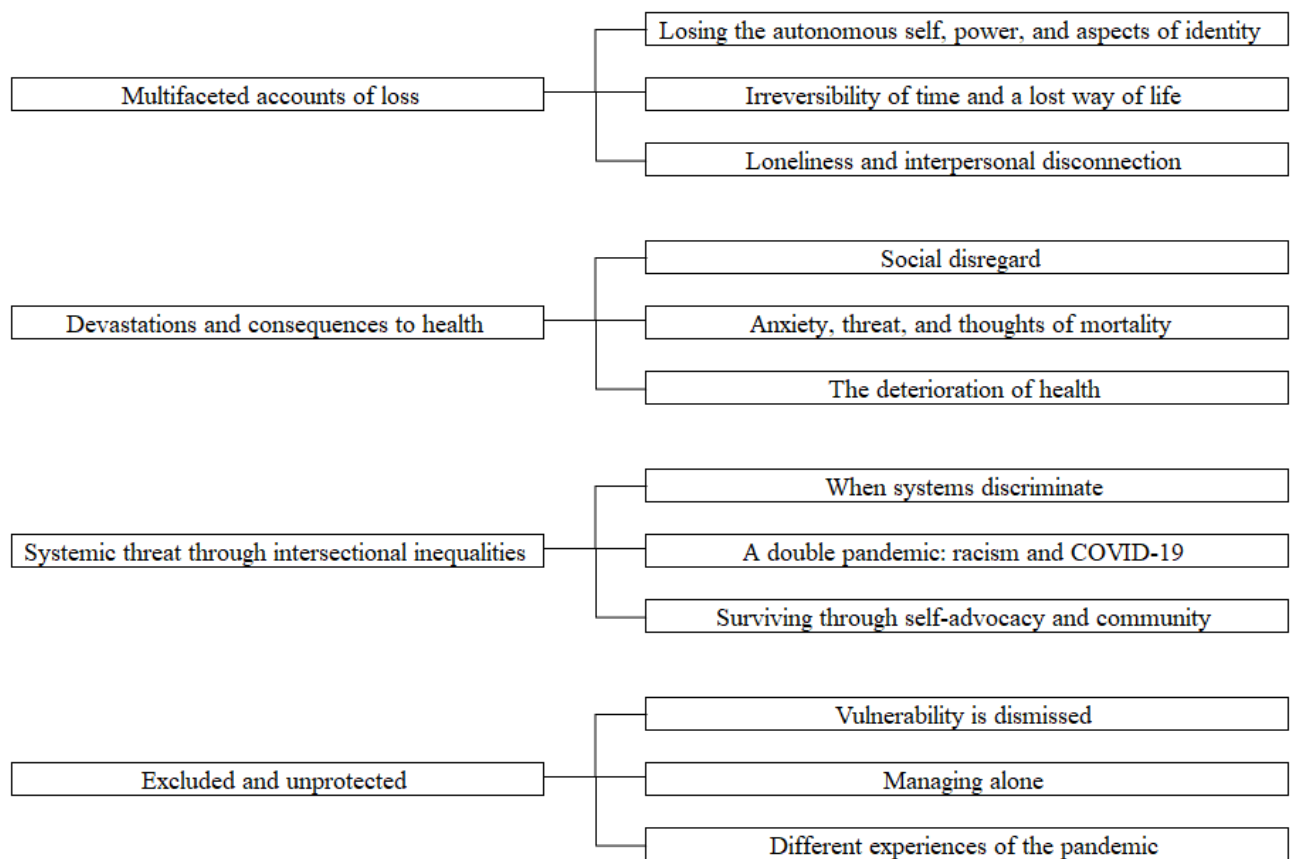 Multifaceted accounts of loss
Losing the autonomous self, power, and aspects of identity
Irreversibility of time and a lost way of life
Loneliness and interpersonal disconnection
Devastations and consequences to health
Social disregard
Anxiety, threat, and thoughts of mortality
The deterioration of health
Systemic threat through intersectional inequalities
When systems discriminate
A double pandemic: racism and COVID-19
Surviving through self-advocacy and community
Excluded and unprotected
Vulnerability is dismissed
Managing alone
Different experiences of the pandemic